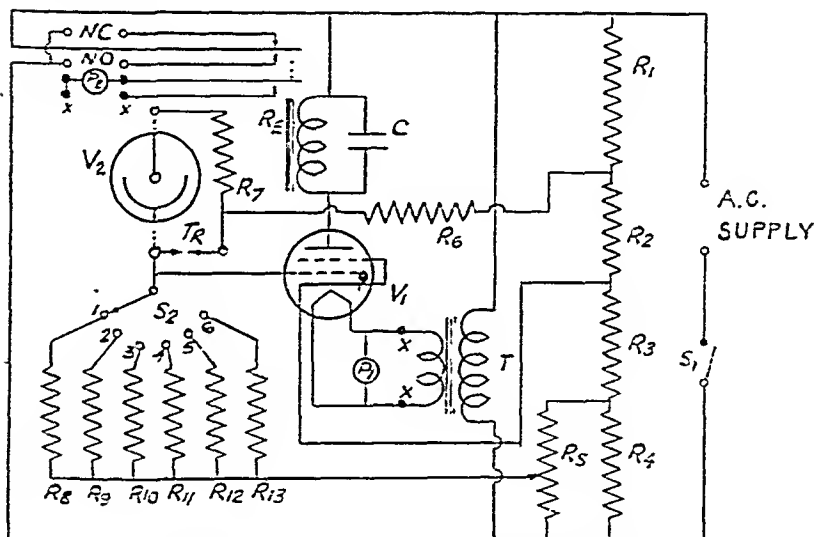 NC
NO
P2
x
x
V2
R7
TR
RE
C
R6
R1
R2
A.C.
SUPPLY
V1
1
S2
6
2
3
4
5
x
P1
x
T
R3
S1
R5
R4
R8
R9
R10
R11
R12
R13